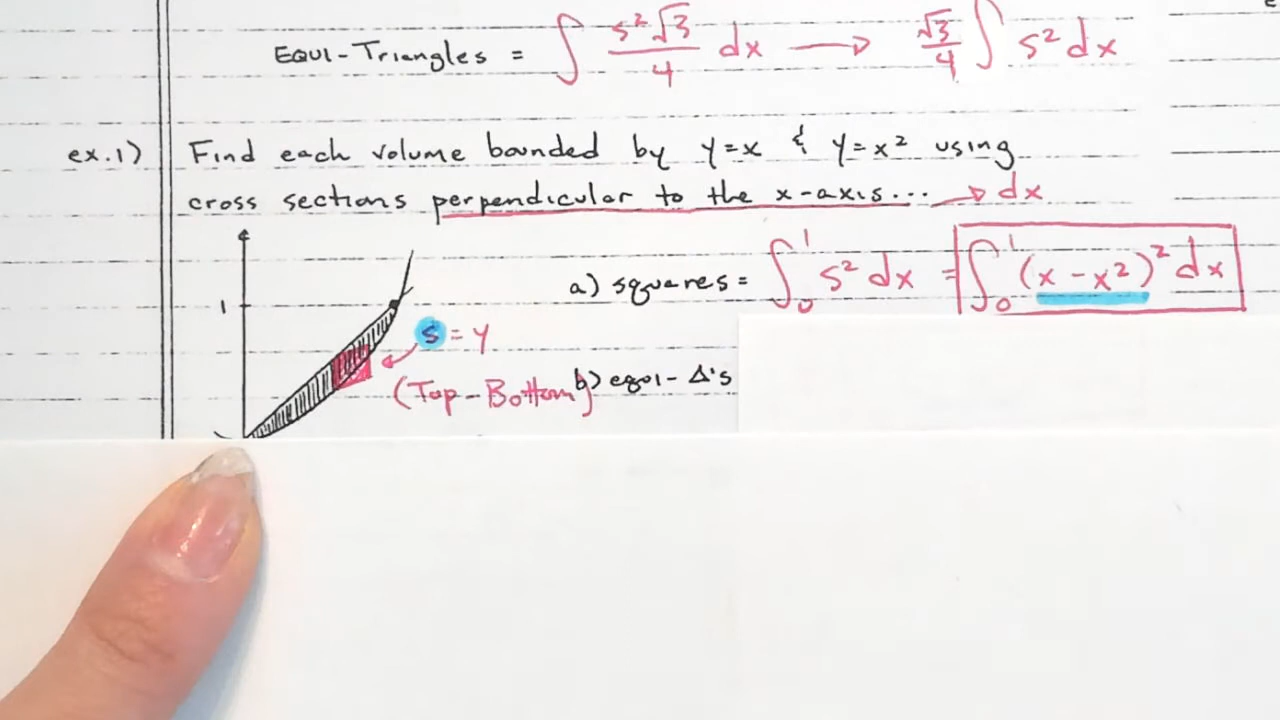 Equi-Triangles = ∫ s²√3/4 dx → √3/4 ∫ s² dx
ex.1) Find each volume bounded by y=x & y=x² using
cross sections perpendicular to the x-axis... → dx
a) squares = ∫₀¹ s² dx = ∫₀¹ (x - x²)² dx
1
s = y
(Top - Bottom)
b) equi- Δ's